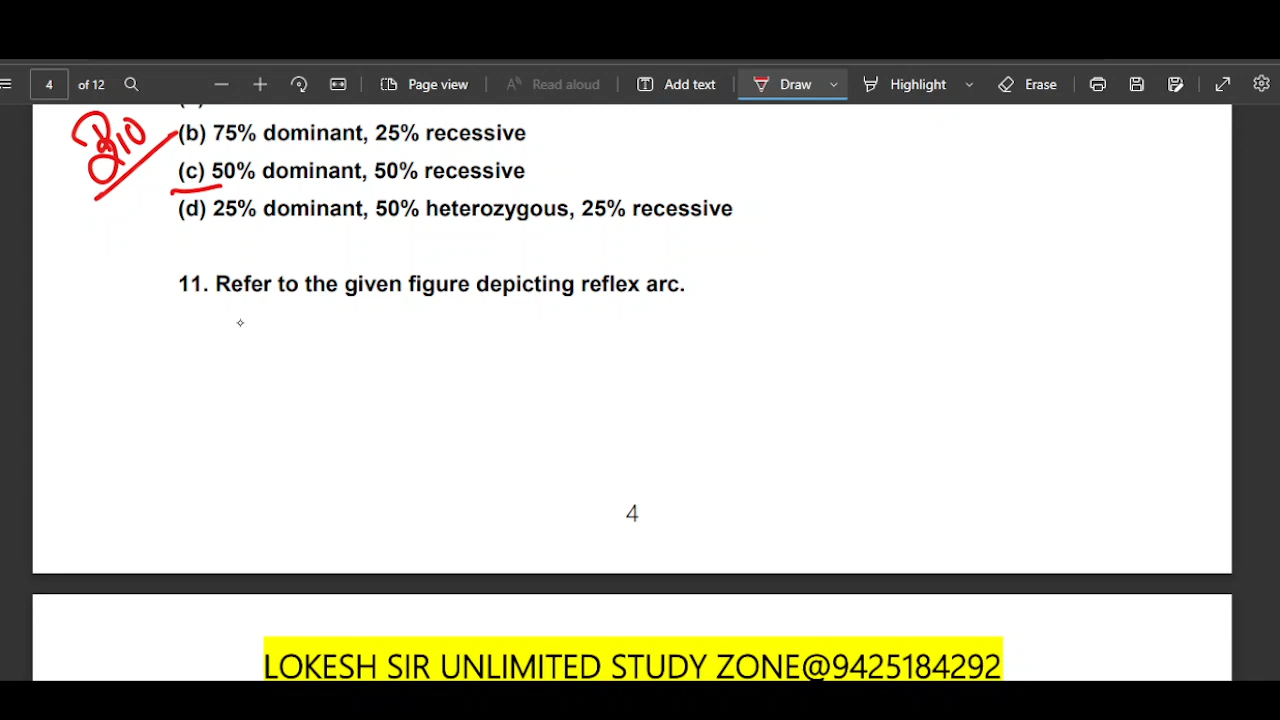 4 of 12 Page view Read aloud Add text Draw Highlight Erase
(b) 75% dominant, 25% recessive
(c) 50% dominant, 50% recessive
(d) 25% dominant, 50% heterozygous, 25% recessive
11. Refer to the given figure depicting reflex arc.
4
LOKESH SIR UNLIMITED STUDY ZONE@9425184292